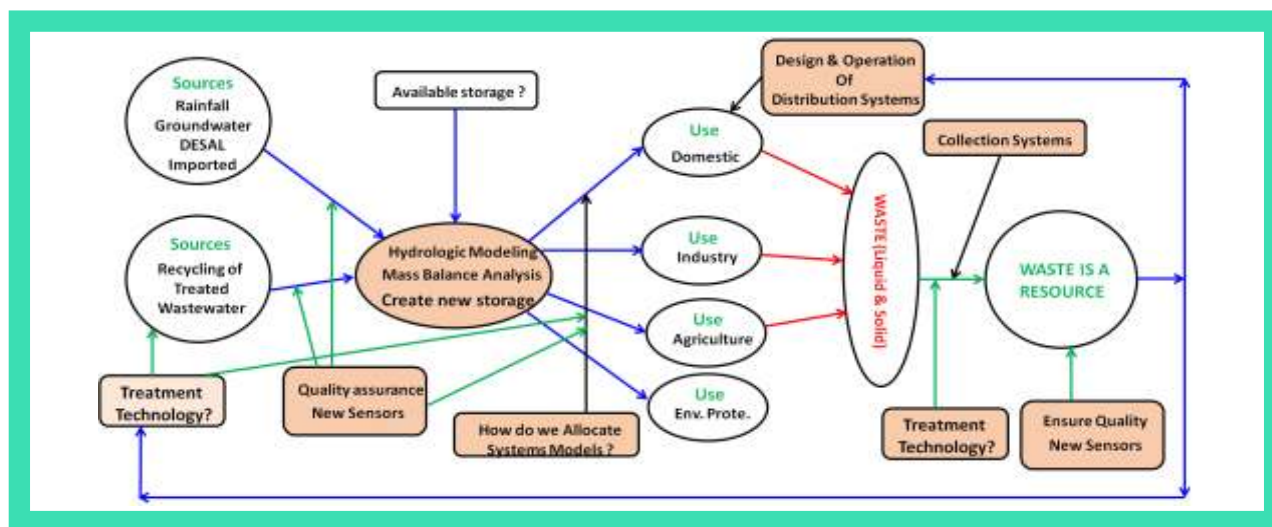 Sources
Rainfall
Groundwater
DESAL
Imported
Available storage ?
Design & Operation
Of
Distribution Systems
Use
Domestic
Collection Systems
Sources
Recycling of
Treated
Wastewater
Hydrologic Modeling
Mass Balance Analysis
Create new storage
Use
Industry
WASTE (Liquid & Solid)
WASTE IS A
RESOURCE
Use
Agriculture
Use
Env. Prote.
Treatment
Technology?
Quality assurance
New Sensors
How do we Allocate
Systems Models ?
Treatment
Technology?
Ensure Quality
New Sensors